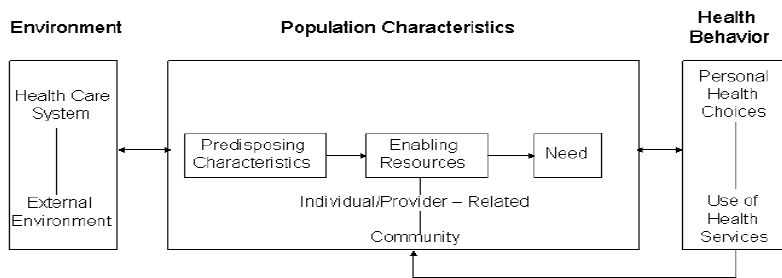 Environment
Population Characteristics
Health
Behavior
Health Care
System
External
Environment
Predisposing
Characteristics
Enabling
Resources
Need
Individual/Provider – Related
Community
Personal
Health
Choices
Use of
Health
Services